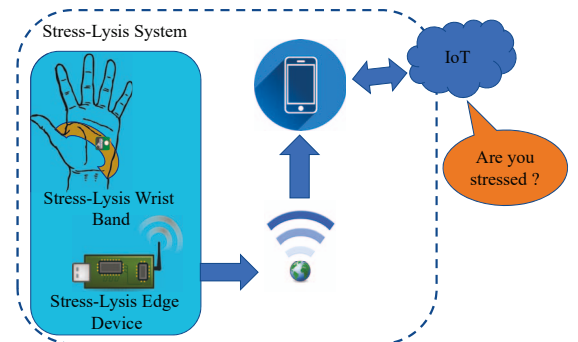 Stress-Lysis System
IoT
Are you
stressed ?
Stress-Lysis Wrist
Band
Stress-Lysis Edge
Device